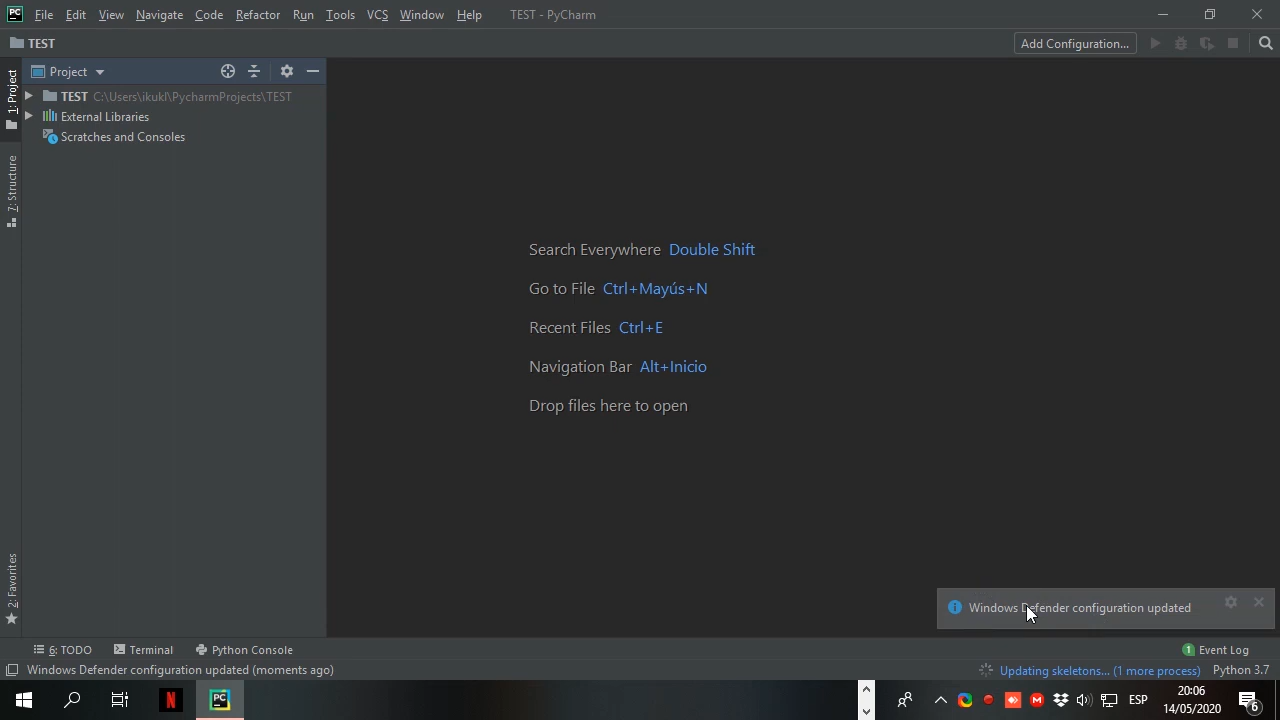 PC File Edit View Navigate Code Refactor Run Tools VCS Window Help TEST - PyCharm
TEST Add Configuration...
Project
TEST C:\Users\ikukl\PycharmProjects\TEST
External Libraries
Scratches and Consoles
1: Project
7: Structure
2: Favorites
Search Everywhere Double Shift
Go to File Ctrl+Mayús+N
Recent Files Ctrl+E
Navigation Bar Alt+Inicio
Drop files here to open
Windows Defender configuration updated
6: TODO Terminal Python Console 1 Event Log
Windows Defender configuration updated (moments ago) Updating skeletons... (1 more process) Python 3.7
N PC ESP 20:06
14/05/2020 6